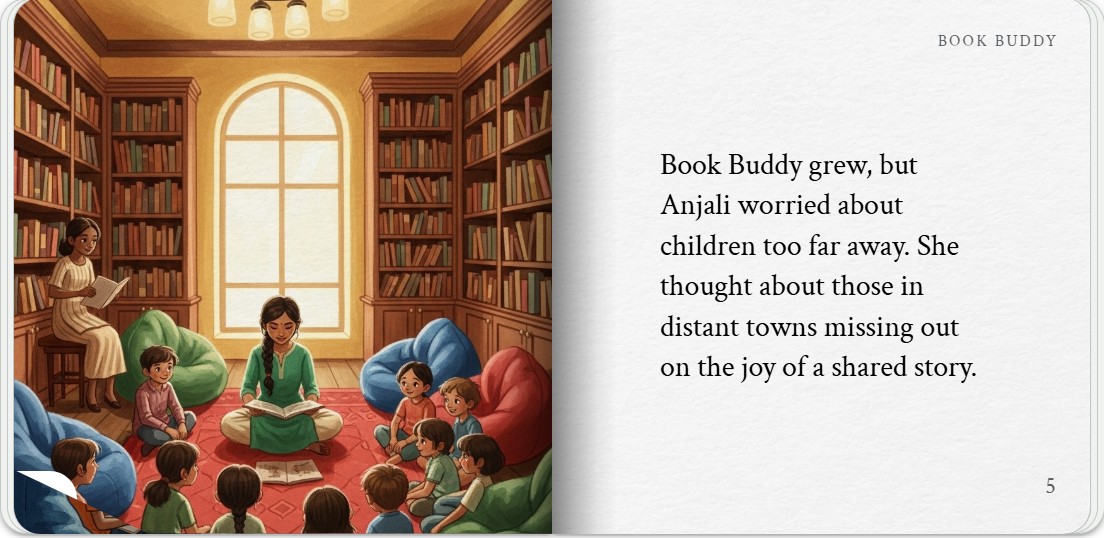 BOOK BUDDY
Book Buddy grew, but
Anjali worried about
children too far away. She
thought about those in
distant towns missing out
on the joy of a shared story.
5